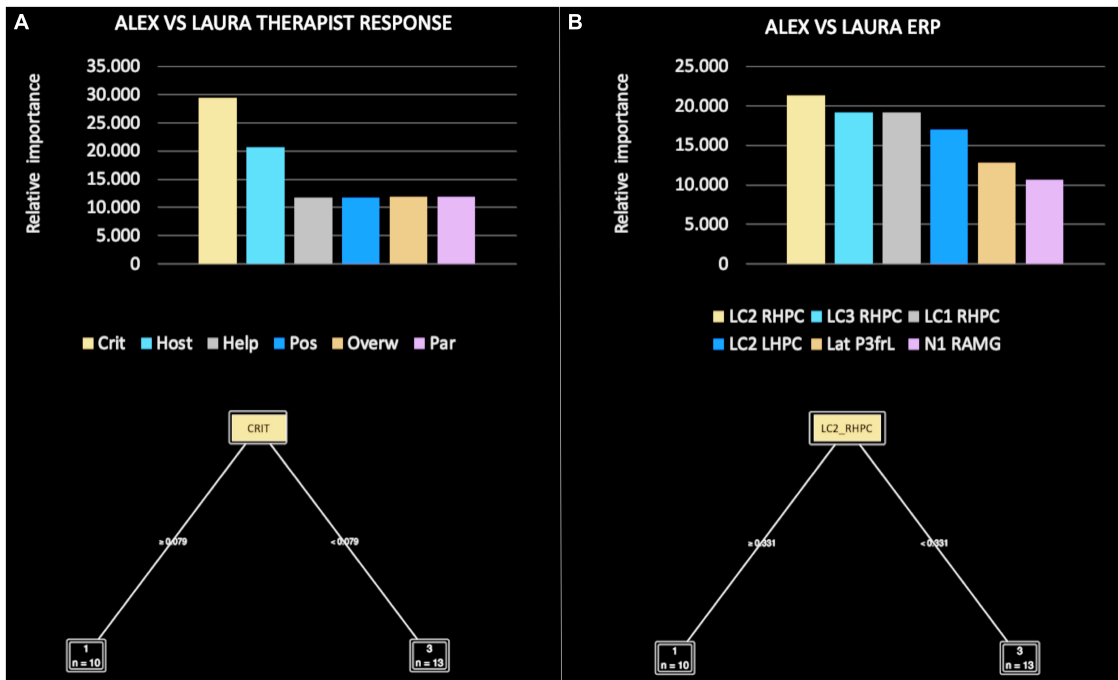 A
ALEX VS LAURA THERAPIST RESPONSE
35.000
30.000
25.000
20.000
15.000
10.000
5.000
0
Relative importance
Crit Host Help Pos Overw Par
CRIT
≥ 0.079 < 0.079
1
n = 10
3
n = 13
B
ALEX VS LAURA ERP
25.000
20.000
15.000
10.000
5.000
0
Relative importance
LC2 RHPC LC3 RHPC LC1 RHPC
LC2 LHPC Lat P3frL N1 RAMG
LC2_RHPC
≥ 0.331 < 0.331
1
n = 10
3
n = 13